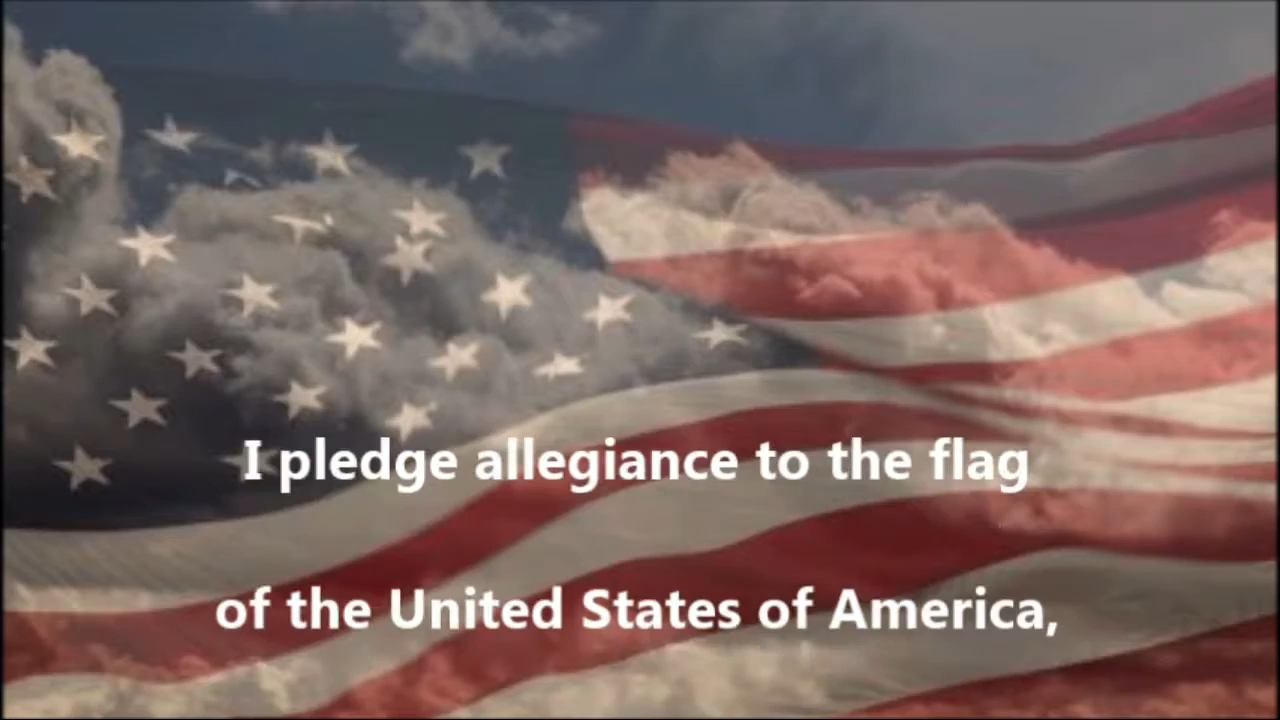 I pledge allegiance to the flag
of the United States of America,